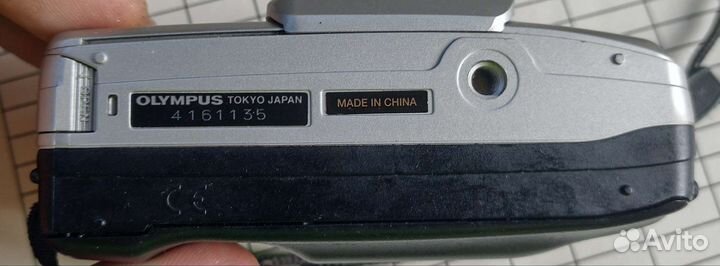 OLYMPUS TOKYO JAPAN
4161135
MADE IN CHINA
CE
Avito